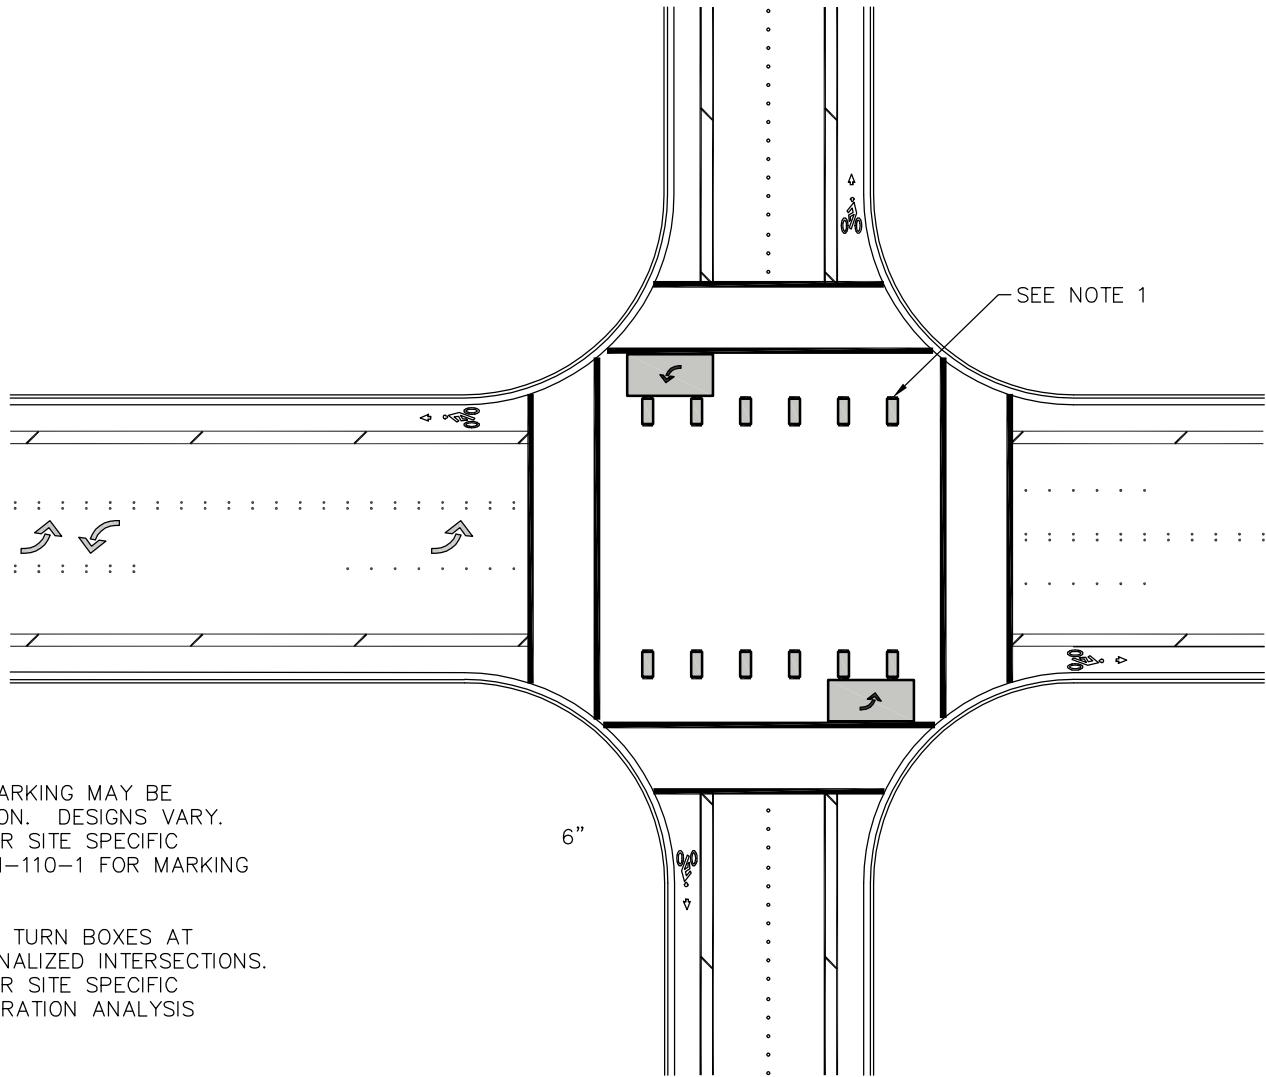 SEE NOTE 1
ARKING MAY BE
ON. DESIGNS VARY.
R SITE SPECIFIC
-110-1 FOR MARKING
6”
TURN BOXES AT
NALIZED INTERSECTIONS.
R SITE SPECIFIC
RATION ANALYSIS